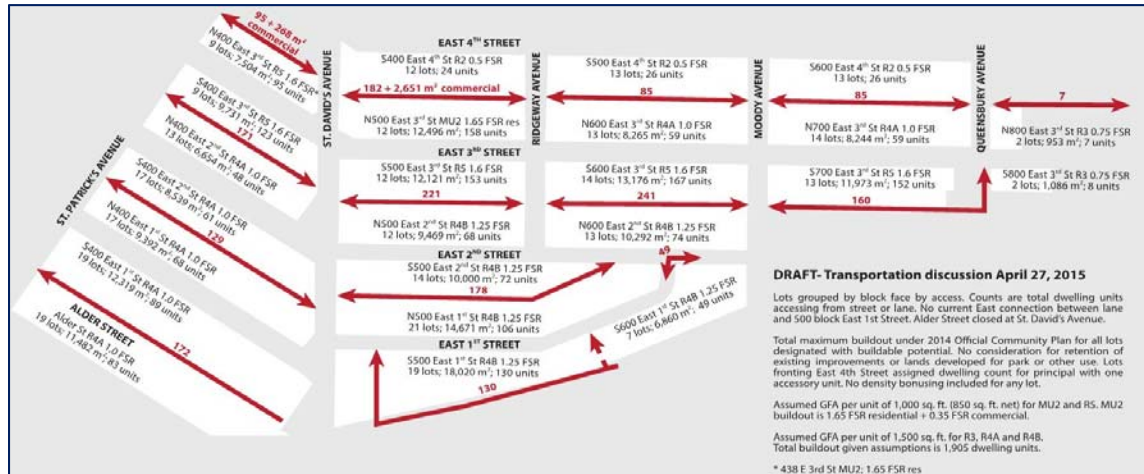 95 + 268 m²
commercial
N400 East 3rd St R5 1.6 FSR*
9 lots; 7,504 m²; 95 units
S400 East 3rd St R5 1.6 FSR
9 lots; 9,731 m²; 123 units
171
N400 East 2nd St R4A 1.0 FSR
13 lots; 6,654 m²; 48 units
S400 East 2nd St R4A 1.0 FSR
17 lots; 8,539 m²; 61 units
129
N400 East 1st St R4A 1.0 FSR
17 lots; 9,392 m²; 68 units
S400 East 1st St R4A 1.0 FSR
19 lots; 12,319 m²; 89 units
ALDER STREET
172
Alder St R4A 1.0 FSR
19 lots; 11,482 m²; 83 units
ST. PATRICK'S AVENUE
ST. DAVID'S AVENUE
EAST 4TH STREET
S400 East 4th St R2 0.5 FSR
12 lots; 24 units
182 + 2,651 m² commercial
N500 East 3rd St MU2 1.65 FSR res
12 lots; 12,496 m²; 158 units
EAST 3RD STREET
S500 East 3rd St R5 1.6 FSR
12 lots; 12,121 m²; 153 units
221
N500 East 2nd St R4B 1.25 FSR
12 lots; 9,469 m²; 68 units
EAST 2ND STREET
S500 East 2nd St R4B 1.25 FSR
14 lots; 10,000 m²; 72 units
178
N500 East 1st St R4B 1.25 FSR
21 lots; 14,671 m²; 106 units
EAST 1ST STREET
S500 East 1st St R4B 1.25 FSR
19 lots; 18,020 m²; 130 units
130
RIDGEWAY AVENUE
S500 East 4th St R2 0.5 FSR
13 lots; 26 units
85
N600 East 3rd St R4A 1.0 FSR
13 lots; 8,265 m²; 59 units
S600 East 3rd St R5 1.6 FSR
14 lots; 13,176 m²; 167 units
241
N600 East 2nd St R4B 1.25 FSR
13 lots; 10,292 m²; 74 units
49
S600 East 1st St R4B 1.25 FSR
7 lots; 6,860 m²; 49 units
MOODY AVENUE
S600 East 4th St R2 0.5 FSR
13 lots; 26 units
85
N700 East 3rd St R4A 1.0 FSR
14 lots; 8,244 m²; 59 units
S700 East 3rd St R5 1.6 FSR
13 lots; 11,973 m²; 152 units
160
QUEENSBURY AVENUE
7
N800 East 3rd St R3 0.75 FSR
2 lots; 953 m²; 7 units
S800 East 3rd St R3 0.75 FSR
2 lots; 1,086 m²; 8 units
DRAFT- Transportation discussion April 27, 2015
Lots grouped by block face by access. Counts are total dwelling units
accessing from street or lane. No current East connection between lane
and 500 block East 1st Street. Alder Street closed at St. David's Avenue.
Total maximum buildout under 2014 Official Community Plan for all lots
designated with buildable potential. No consideration for retention of
existing improvements or lands developed for park or other use. Lots
fronting East 4th Street assigned dwelling count for principal with one
accessory unit. No density bonusing included for any lot.
Assumed GFA per unit of 1,000 sq. ft. (850 sq. ft. net) for MU2 and R5. MU2
buildout is 1.65 FSR residential + 0.35 FSR commercial.
Assumed GFA per unit of 1,500 sq. ft. for R3, R4A and R4B.
Total buildout given assumptions is 1,905 dwelling units.
* 438 E 3rd St MU2; 1.65 FSR res